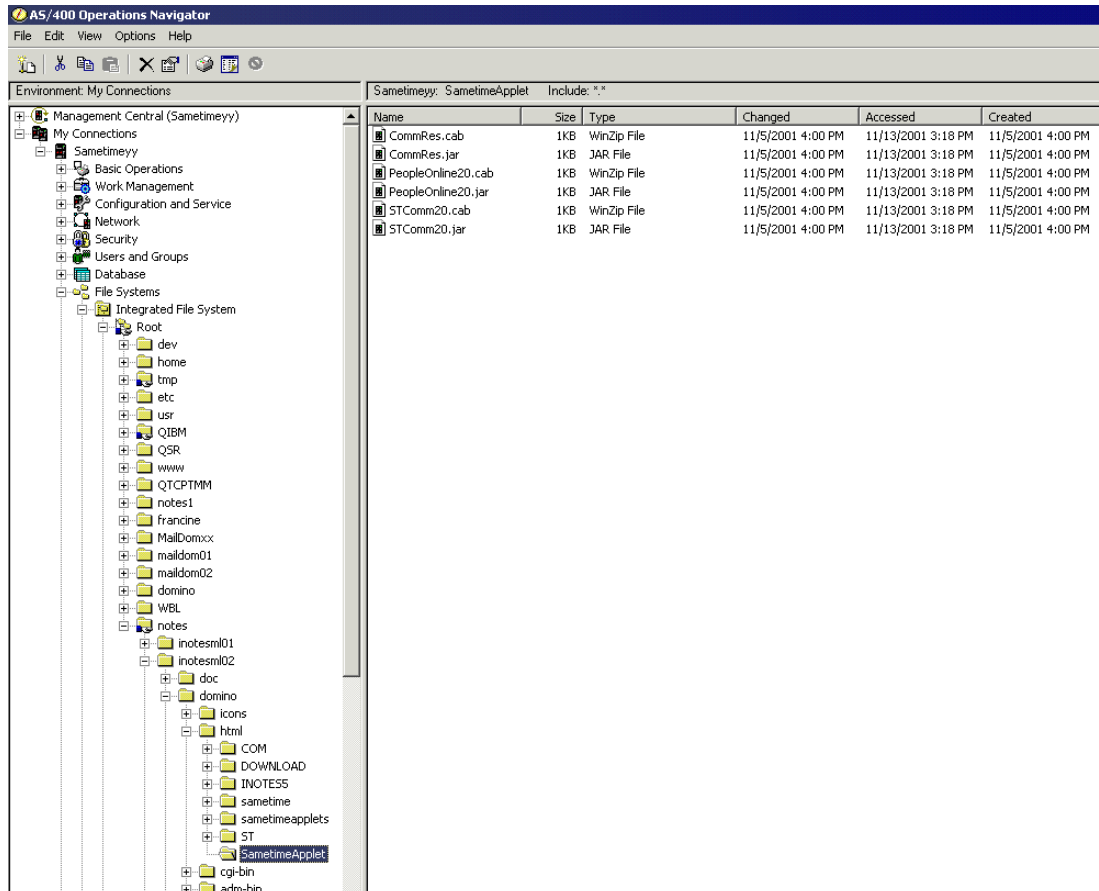 AS/400 Operations Navigator
File Edit View Options Help
Environment: My Connections
Sametimeyy: SametimeApplet Include: *.*
Management Central (Sametimeyy)
My Connections
Sametimeyy
Basic Operations
Work Management
Configuration and Service
Network
Security
Users and Groups
Database
File Systems
Integrated File System
Root
dev
home
tmp
etc
usr
QIBM
QSR
www
QTCPTMM
notes1
francine
MailDomxx
maildom01
maildom02
domino
WBL
notes
inotesml01
inotesml02
doc
domino
icons
html
COM
DOWNLOAD
INOTES5
sametime
sametimeapplets
ST
SametimeApplet
cgi-bin
adm-bin
Name Size Type Changed Accessed Created
CommRes.cab 1KB WinZip File 11/5/2001 4:00 PM 11/13/2001 3:18 PM 11/5/2001 4:00 PM
CommRes.jar 1KB JAR File 11/5/2001 4:00 PM 11/13/2001 3:18 PM 11/5/2001 4:00 PM
PeopleOnline20.cab 1KB WinZip File 11/5/2001 4:00 PM 11/13/2001 3:18 PM 11/5/2001 4:00 PM
PeopleOnline20.jar 1KB JAR File 11/5/2001 4:00 PM 11/13/2001 3:18 PM 11/5/2001 4:00 PM
STComm20.cab 1KB WinZip File 11/5/2001 4:00 PM 11/13/2001 3:18 PM 11/5/2001 4:00 PM
STComm20.jar 1KB JAR File 11/5/2001 4:00 PM 11/13/2001 3:18 PM 11/5/2001 4:00 PM